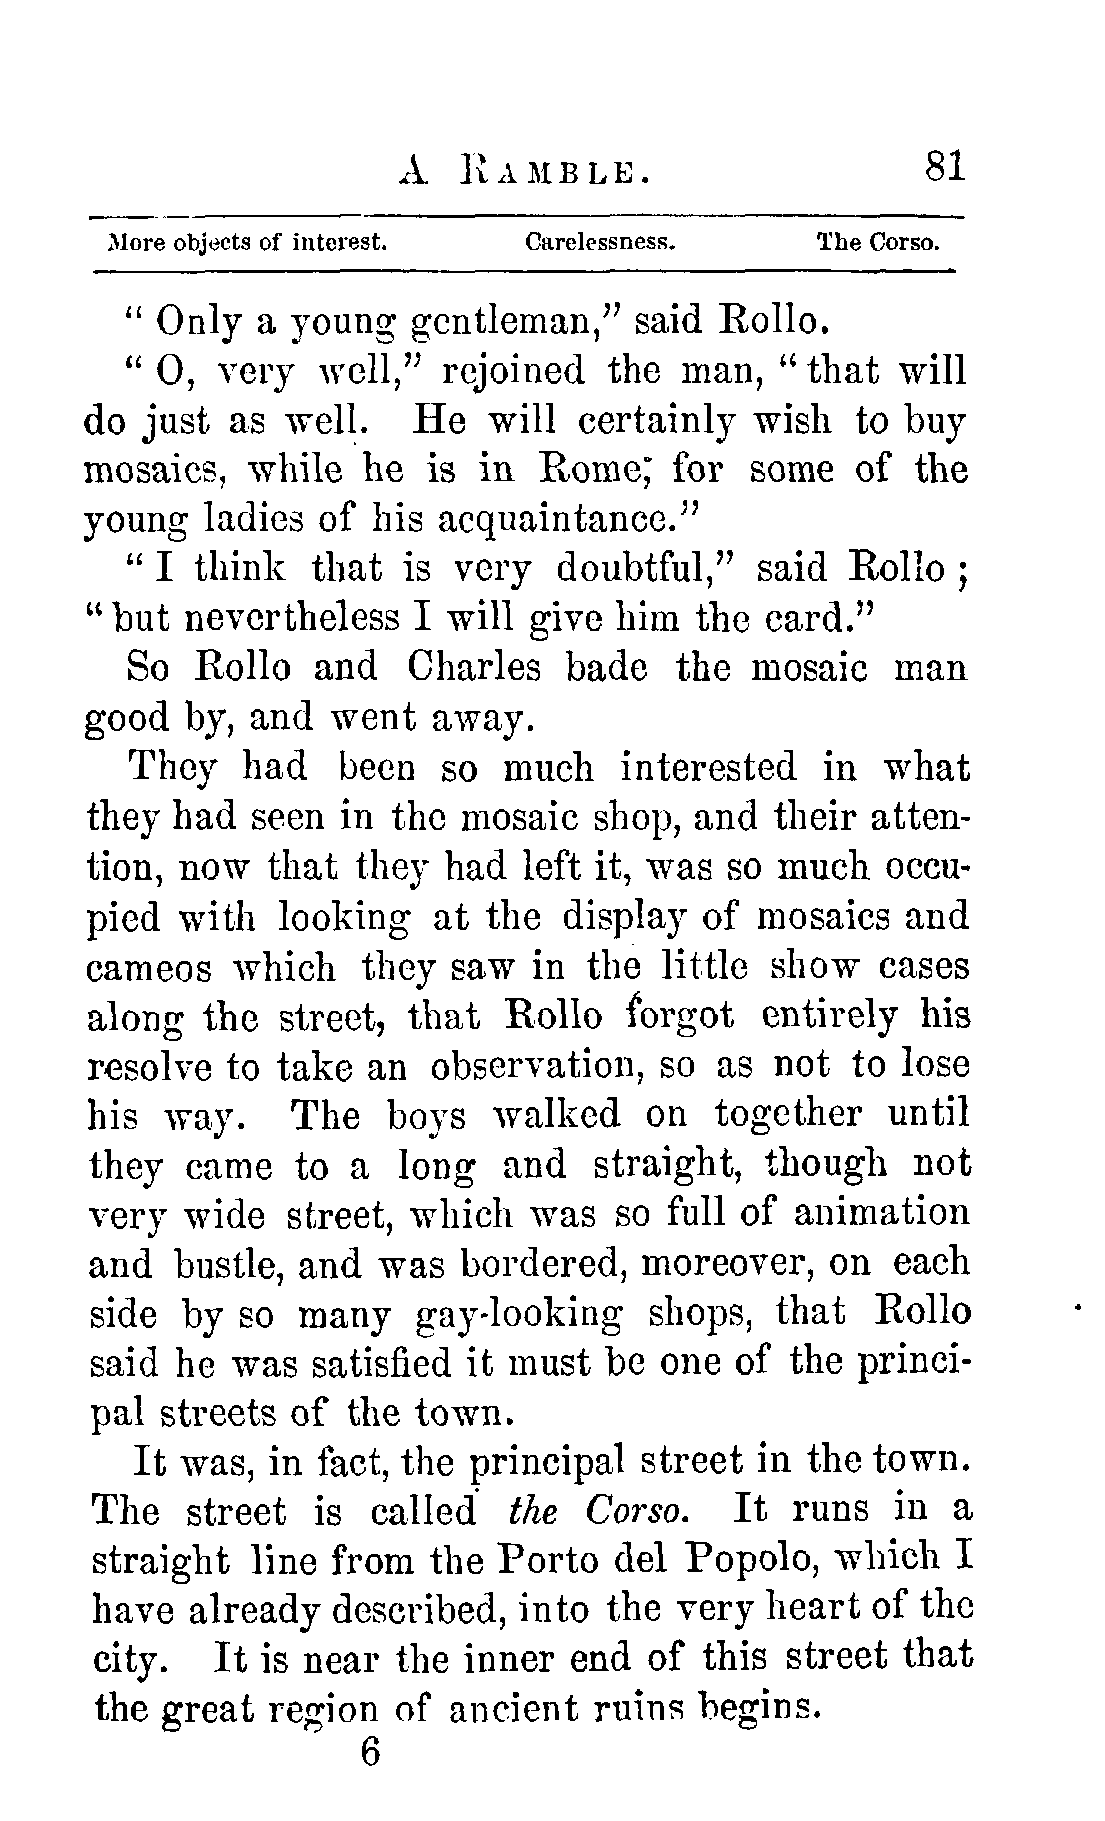 A RAMBLE. 81
More objects of interest. Carelessness. The Corso.
" Only a young gentleman," said Rollo.
" O, very well," rejoined the man, " that will
do just as well. He will certainly wish to buy
mosaics, while he is in Rome, for some of the
young ladies of his acquaintance."
" I think that is very doubtful," said Rollo ;
" but nevertheless I will give him the card."
So Rollo and Charles bade the mosaic man
good by, and went away.
They had been so much interested in what
they had seen in the mosaic shop, and their atten-
tion, now that they had left it, was so much occu-
pied with looking at the display of mosaics and
cameos which they saw in the little show cases
along the street, that Rollo forgot entirely his
resolve to take an observation, so as not to lose
his way. The boys walked on together until
they came to a long and straight, though not
very wide street, which was so full of animation
and bustle, and was bordered, moreover, on each
side by so many gay-looking shops, that Rollo
said he was satisfied it must be one of the princi-
pal streets of the town.
It was, in fact, the principal street in the town.
The street is called the Corso. It runs in a
straight line from the Porto del Popolo, which I
have already described, into the very heart of the
city. It is near the inner end of this street that
the great region of ancient ruins begins.
6